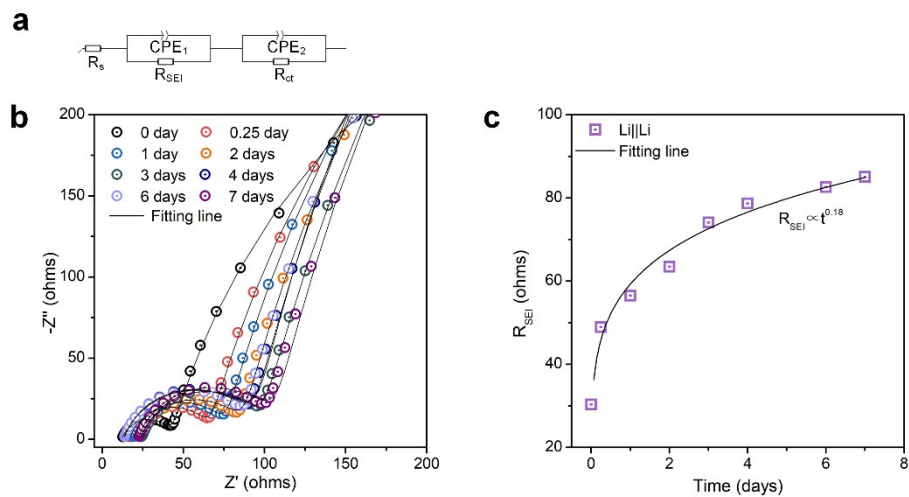 a
CPE1
CPE2
Rs
RSEI
Rct
b
200
150
100
50
0
-Z'' (ohms)
0 day
0.25 day
1 day
2 days
3 days
4 days
6 days
7 days
Fitting line
0
50
100
150
200
Z' (ohms)
c
100
80
60
40
20
RSEI (ohms)
Li||Li
Fitting line
RSEI ∝ t^0.18
0
2
4
6
8
Time (days)